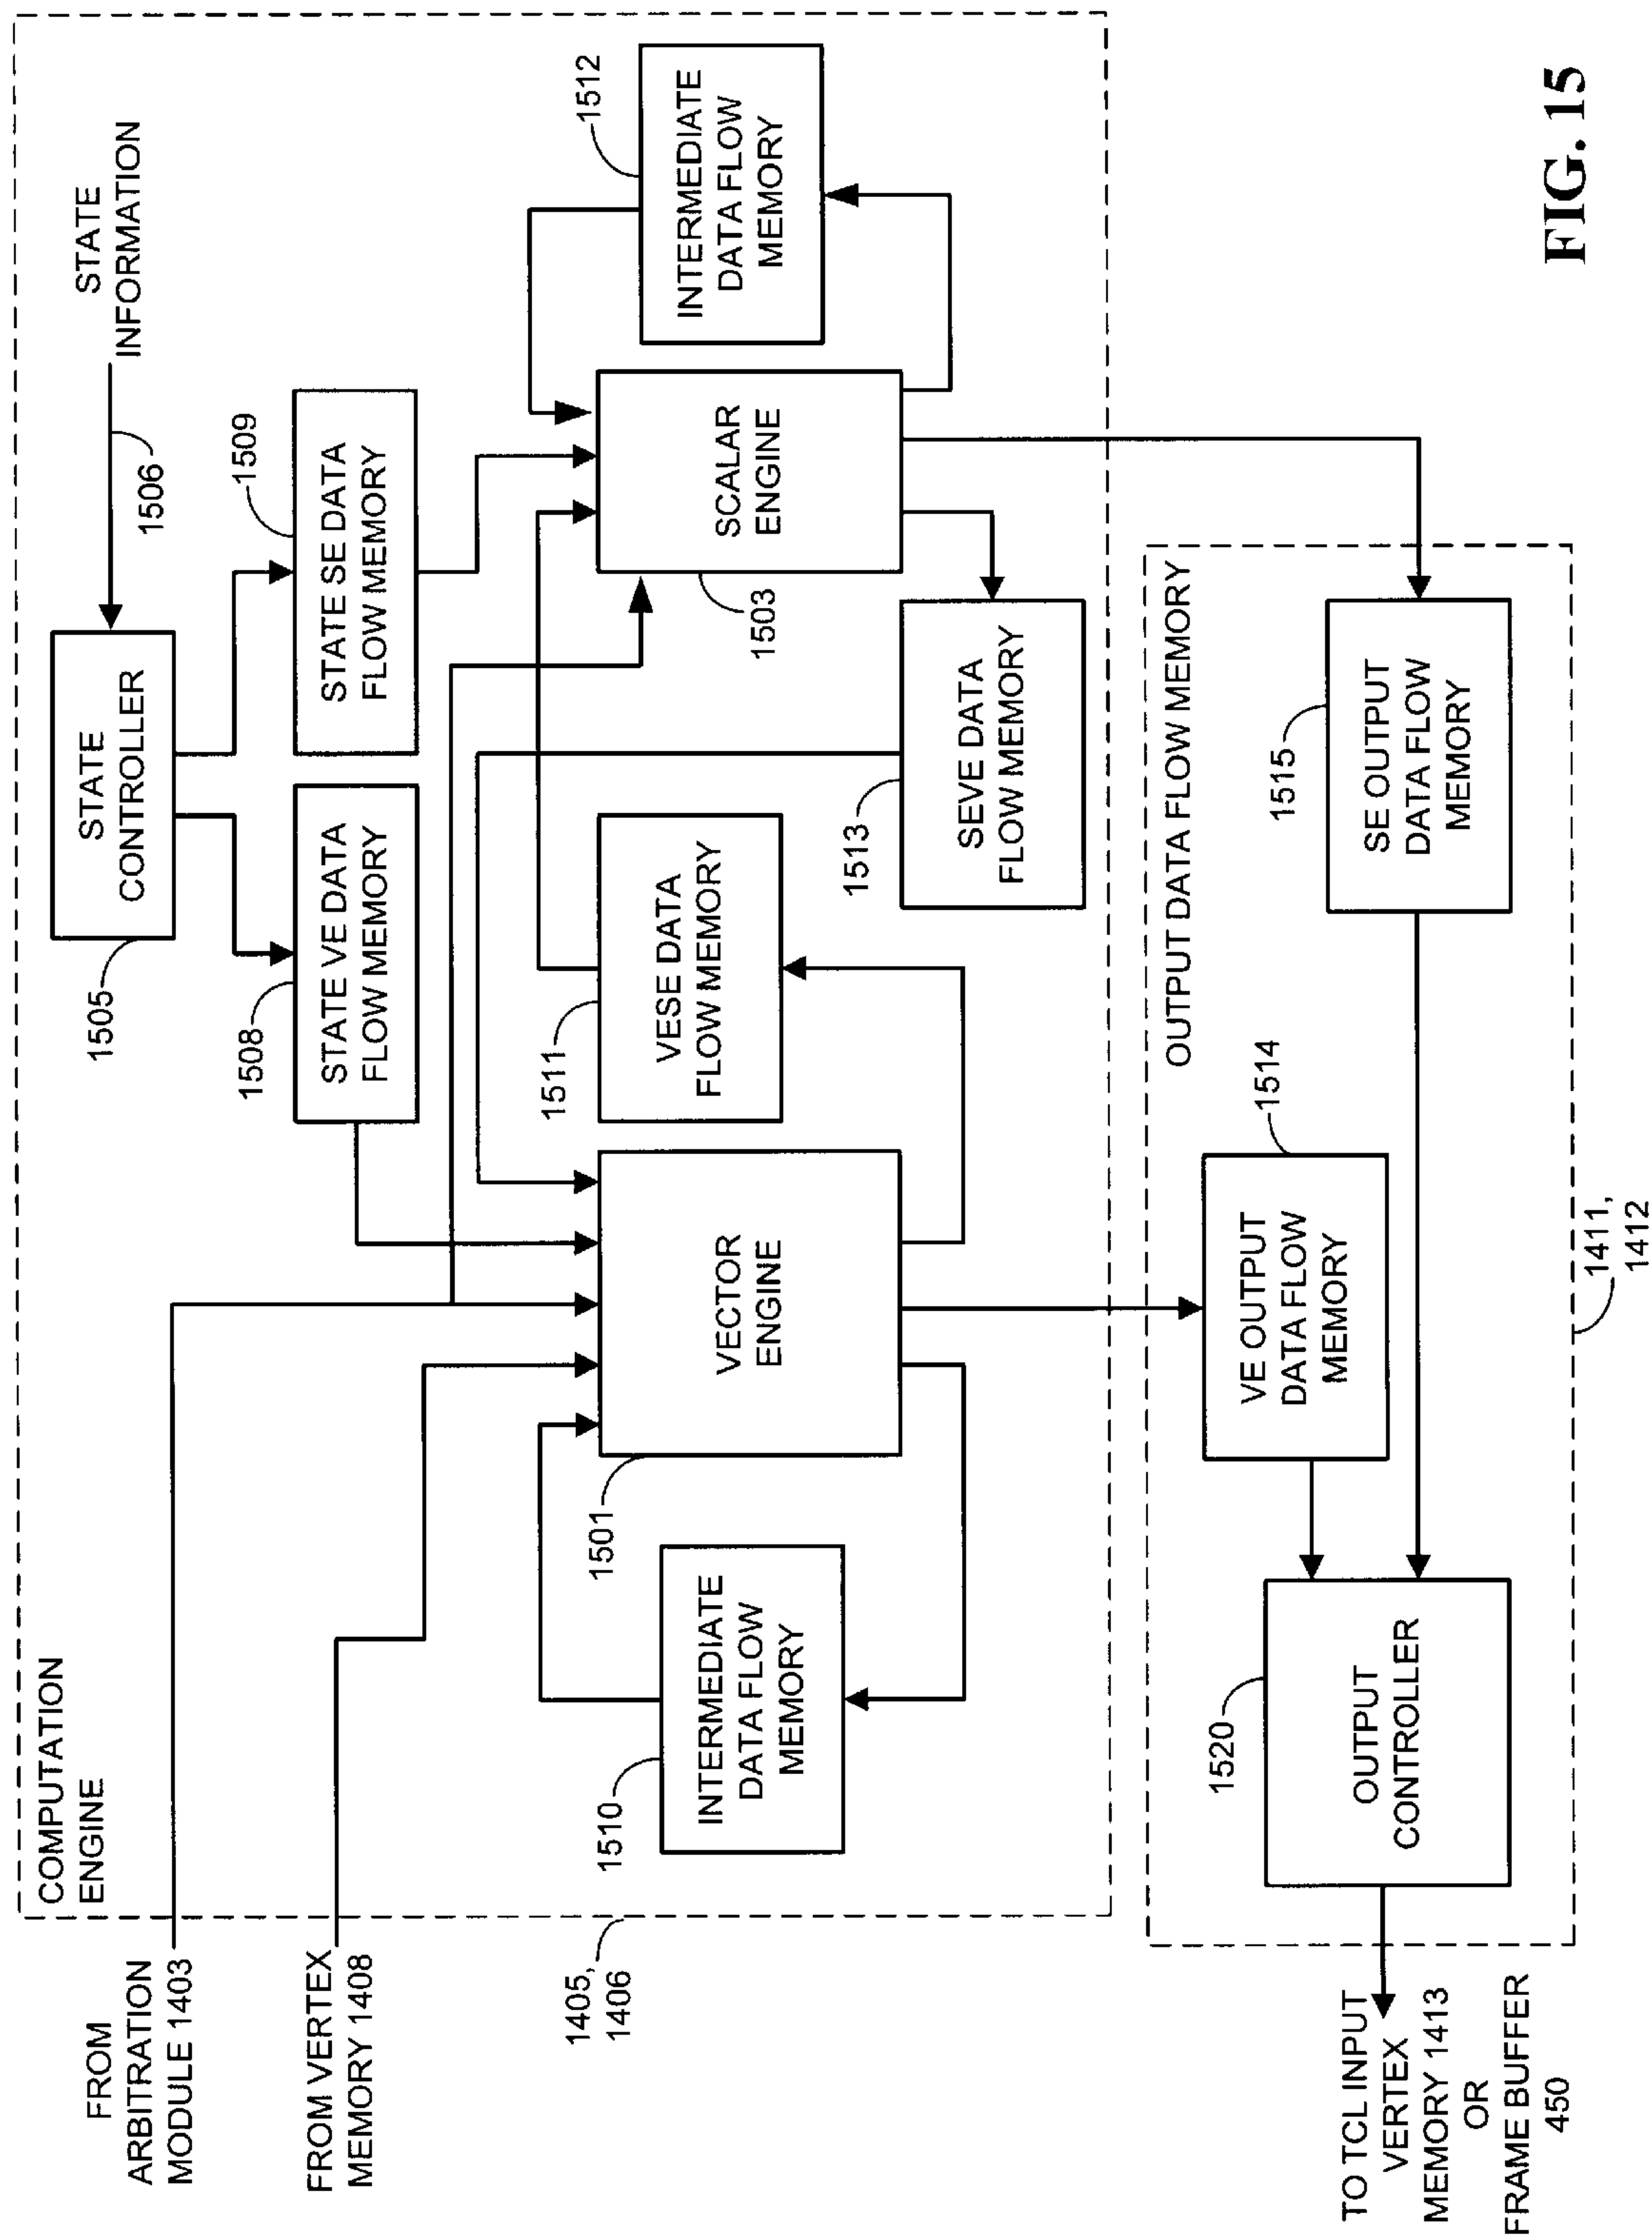 COMPUTATION
ENGINE
FROM
ARBITRATION
MODULE 1403
FROM VERTEX
MEMORY 1408
1405,
1406
STATE
INFORMATION
1506
STATE
CONTROLLER
1505
STATE VE DATA
FLOW MEMORY
1508
STATE SE DATA
FLOW MEMORY
1509
INTERMEDIATE
DATA FLOW
MEMORY
1510
VECTOR
ENGINE
1501
VESE DATA
FLOW MEMORY
1511
SCALAR
ENGINE
1503
INTERMEDIATE
DATA FLOW
MEMORY
1512
SEVE DATA
FLOW MEMORY
1513
OUTPUT DATA FLOW MEMORY
VE OUTPUT
DATA FLOW
MEMORY
1514
SE OUTPUT
DATA FLOW
MEMORY
1515
OUTPUT
CONTROLLER
1520
1411,
1412
TO TCL INPUT
VERTEX
MEMORY 1413
OR
FRAME BUFFER
450
FIG. 15